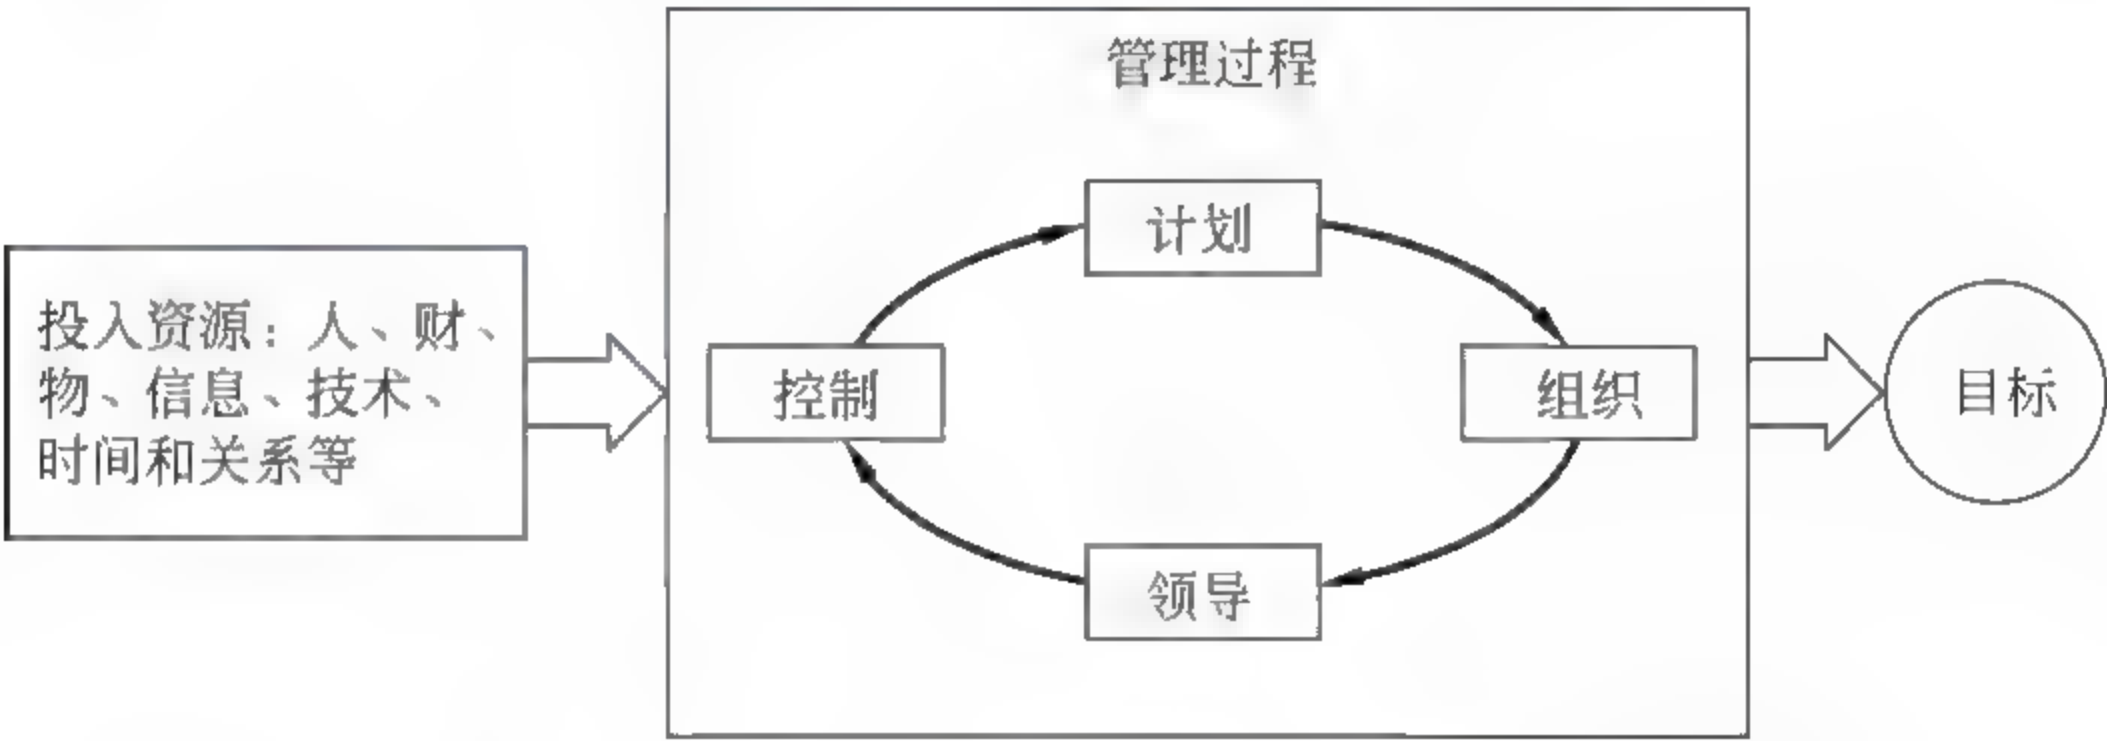 管理过程
计划
投入资源：人、财、
物、信息、技术、
时间和关系等
控制
组织
目标
领导